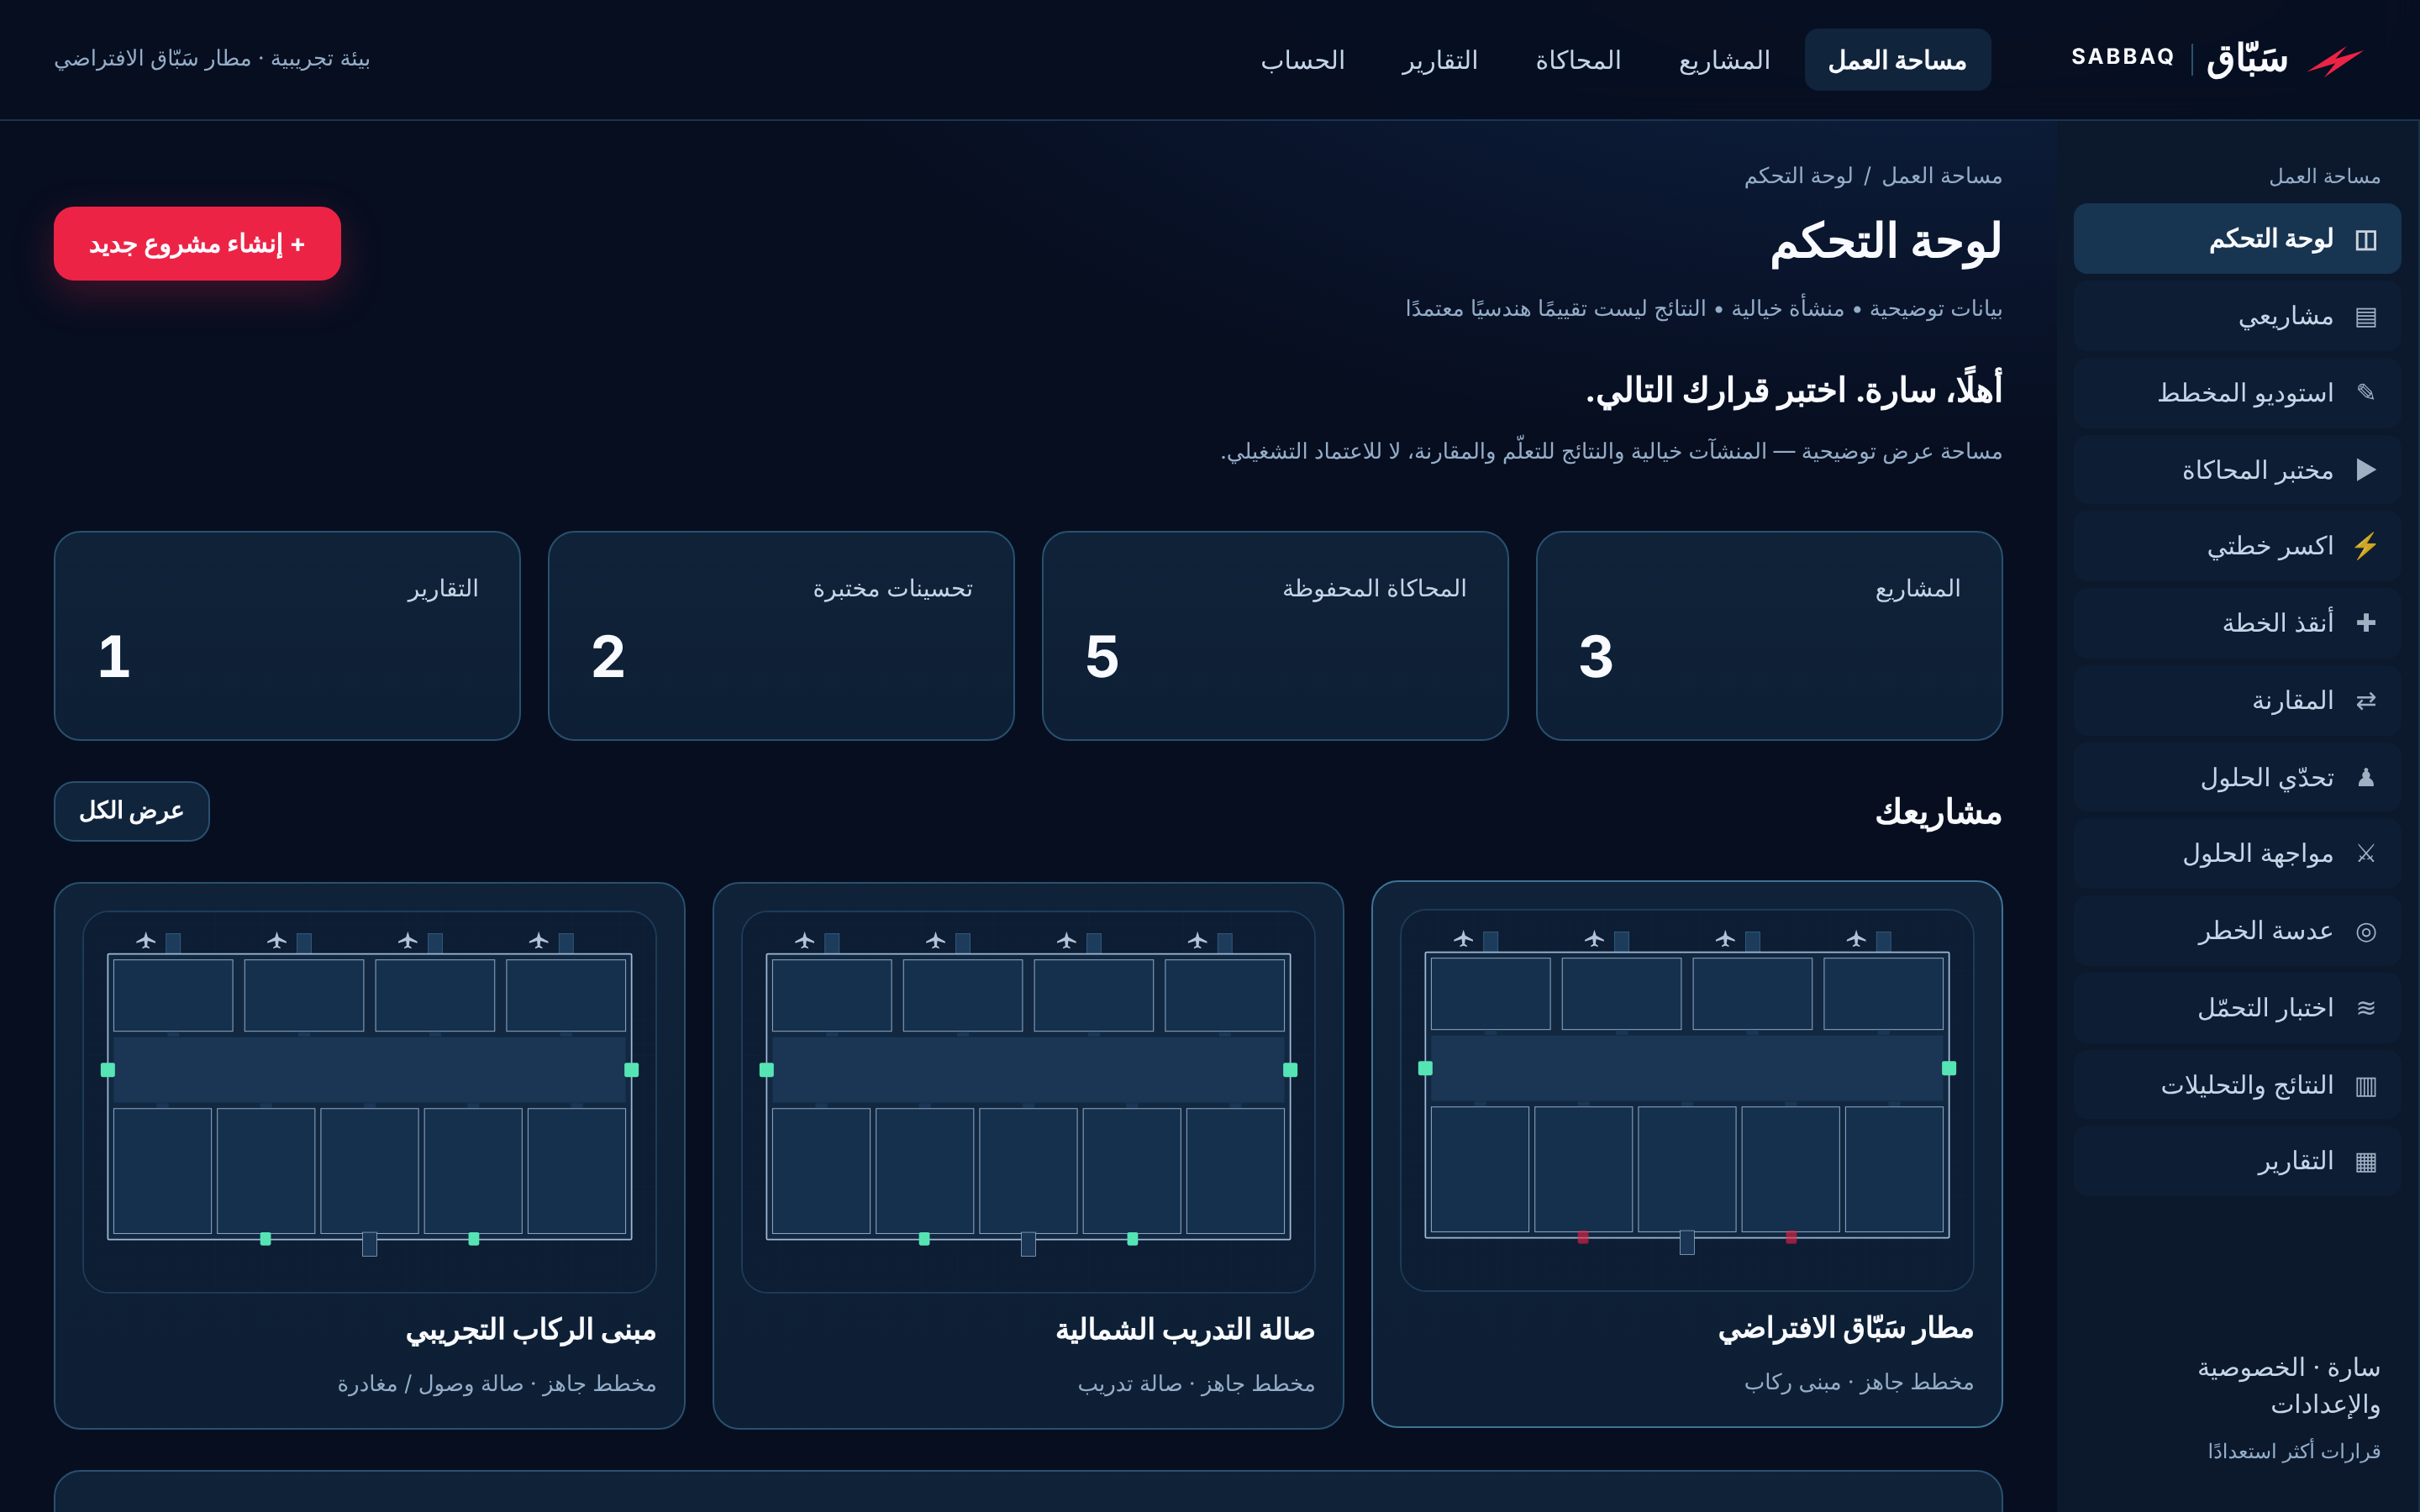 سَبّاق | SABBAQ
مساحة العمل
المشاريع
المحاكاة
التقارير
الحساب
بيئة تجريبية · مطار سَبّاق الافتراضي
مساحة العمل
لوحة التحكم
مشاريعي
استوديو المخطط
مختبر المحاكاة
اكسر خطتي
أنقذ الخطة
المقارنة
تحدّي الحلول
مواجهة الحلول
عدسة الخطر
اختبار التحمّل
النتائج والتحليلات
التقارير
سارة · الخصوصية
والإعدادات
قرارات أكثر استعدادًا
مساحة العمل / لوحة التحكم
لوحة التحكم
+ إنشاء مشروع جديد
بيانات توضيحية • منشأة خيالية • النتائج ليست تقييمًا هندسيًا معتمدًا
أهلًا، سارة. اختبر قرارك التالي.
مساحة عرض توضيحية — المنشآت خيالية والنتائج للتعلّم والمقارنة، لا للاعتماد التشغيلي.
المشاريع
3
المحاكاة المحفوظة
5
تحسينات مختبرة
2
التقارير
1
مشاريعك
عرض الكل
مطار سَبّاق الافتراضي
مخطط جاهز · مبنى ركاب
صالة التدريب الشمالية
مخطط جاهز · صالة تدريب
مبنى الركاب التجريبي
مخطط جاهز · صالة وصول / مغادرة